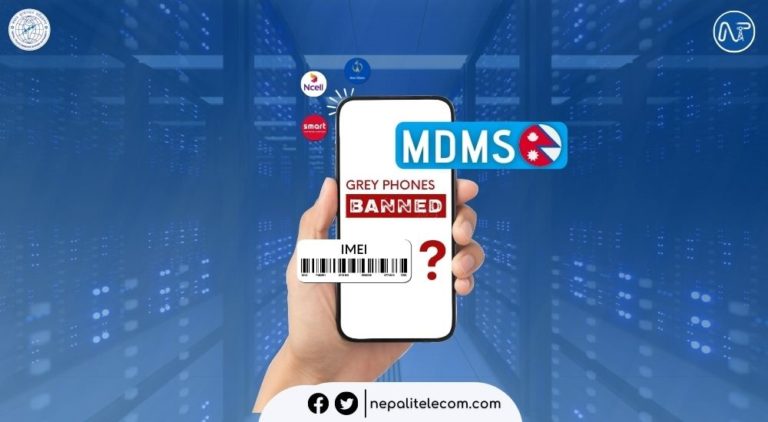 Ncell
smart
MDMS
GREY PHONES
BANNED
IMEI
?
nepalitelecom.com